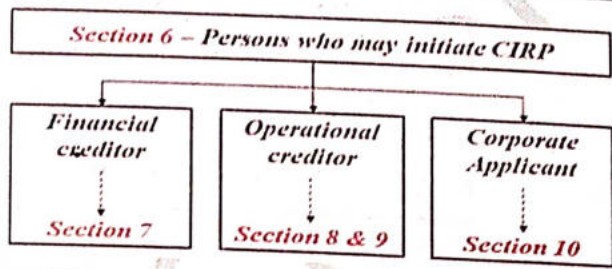 Section 6 – Persons who may initiate CIRP
Financial
creditor
Section 7
Operational
creditor
Section 8 & 9
Corporate
Applicant
Section 10